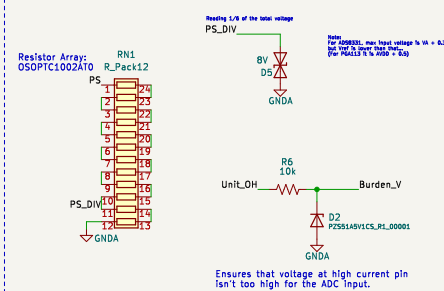 Reading 1/6 of the total voltage
PS_DIV
Note:
For ADS8331, max input voltage is VA + 0.
but Vref is lower than that...
(For PGA113 it is AVDD + 0.5)
Resistor Array:
OSOPTC1002AT0
RN1
R_Pack12
8V
D5
GNDA
PS
1 24
2 23
3 22
4 21
5 20
6 19
7 18
8 17
9 16
PS_DIV
10 15
11 14
12 13
GNDA
R6
10k
Unit_OH
Burden_V
D2
PZS51A5V1CS_R1_00001
GNDA
Ensures that voltage at high current pin
isn't too high for the ADC input.